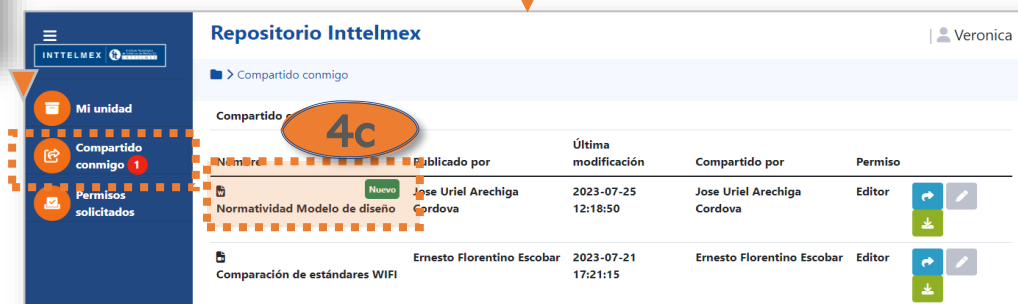 Repositorio Inttelmex
Veronica
INTTELMEX
Compartido conmigo
Mi unidad
Compartido
conmigo 1
Permisos
solicitados
Compartido
4c
Nombre
Publicado por
Última
modificación
Compartido por
Permiso
Nuevo
Normatividad Modelo de diseño
Jose Uriel Arechiga
Cordova
2023-07-25
12:18:50
Jose Uriel Arechiga
Cordova
Editor
Comparación de estándares WIFI
Ernesto Florentino Escobar
2023-07-21
17:21:15
Ernesto Florentino Escobar
Editor